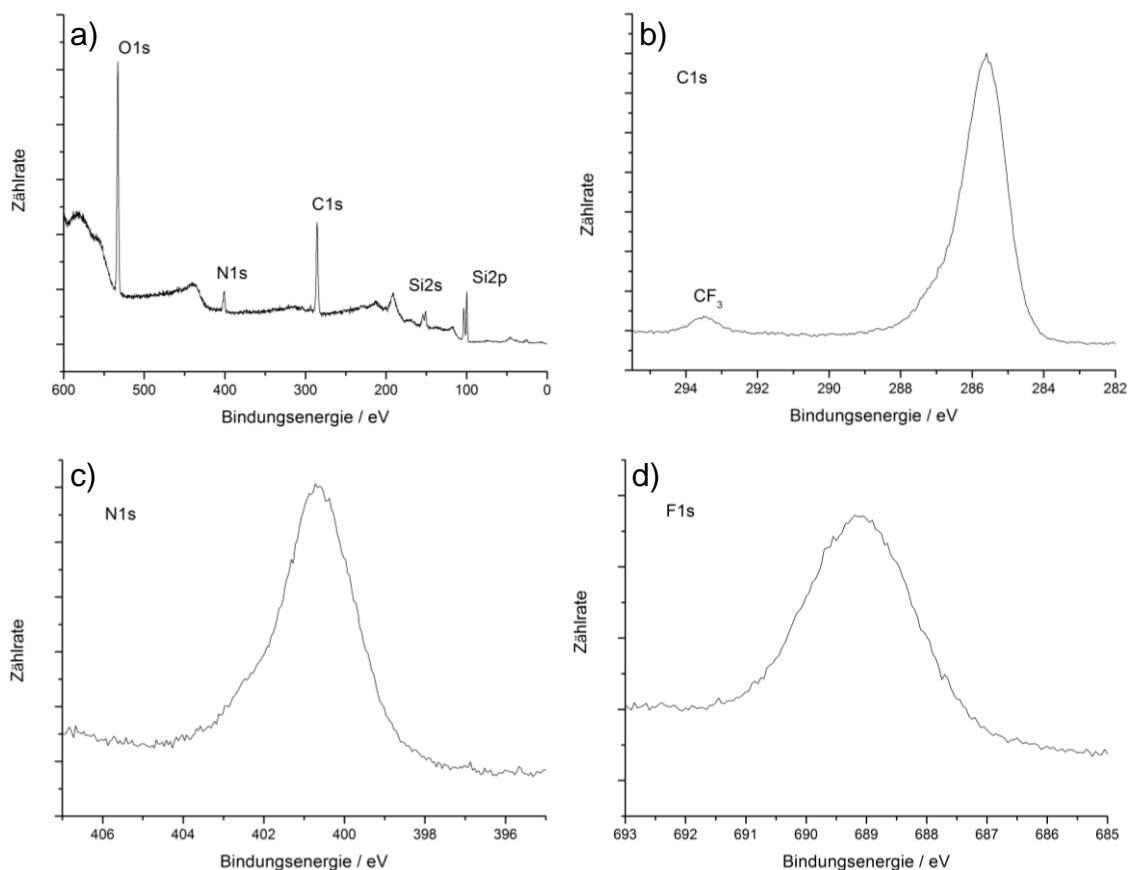 a)
O1s
N1s
C1s
Si2s
Si2p
Zählrate
600 500 400 300 200 100 0
Bindungsenergie / eV
b)
C1s
CF3
Zählrate
294 292 290 288 286 284 282
Bindungsenergie / eV
c)
N1s
Zählrate
406 404 402 400 398 396
Bindungsenergie / eV
d)
F1s
Zählrate
693 692 691 690 689 688 687 686 685
Bindungsenergie / eV